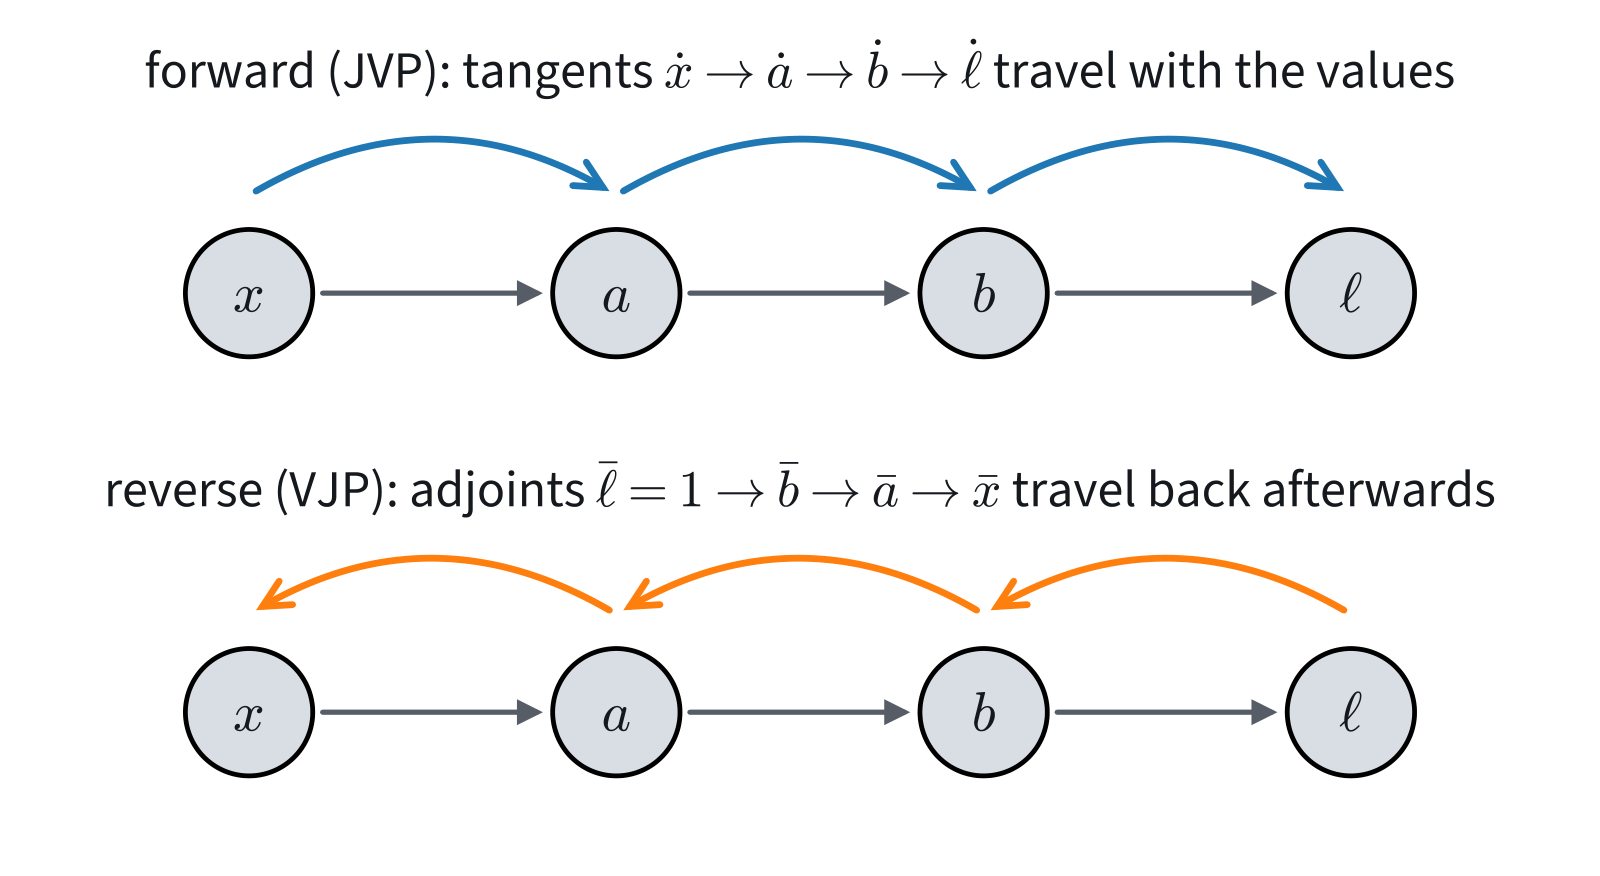 forward (JVP): tangents ẋ → ȧ → ḃ → ℓ̇ travel with the values
x a b ℓ
reverse (VJP): adjoints ℓ̄ = 1 → b̄ → ā → x̄ travel back afterwards
x a b ℓ